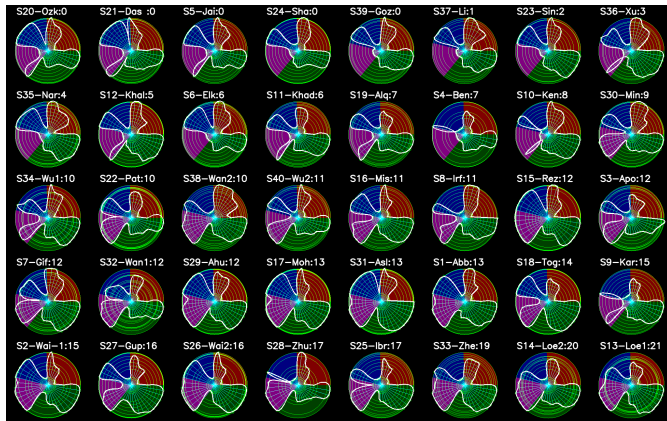 S20-Ozk:0 S21-Das :0 S5-Jai:0 S24-Sha:0 S39-Goz:0 S37-Li:1 S23-Sin:2 S36-Xu:3
S35-Nar:4 S12-Khal:5 S6-Elk:6 S11-Khad:6 S19-Alq:7 S4-Ben:7 S10-Ken:8 S30-Min:9
S34-Wu1:10 S22-Pat:10 S38-Wan2:10 S40-Wu2:11 S16-Mis:11 S8-Irf:11 S15-Rez:12 S3-Apo:12
S7-Gif:12 S32-Wan1:12 S29-Ahu:12 S17-Moh:13 S31-Asl:13 S1-Abb:13 S18-Tog:14 S9-Kar:15
S2-Wai-1:15 S27-Gup:16 S26-Wai2:16 S28-Zhu:17 S25-Ibr:17 S33-Zhe:19 S14-Loe2:20 S13-Loe1:21